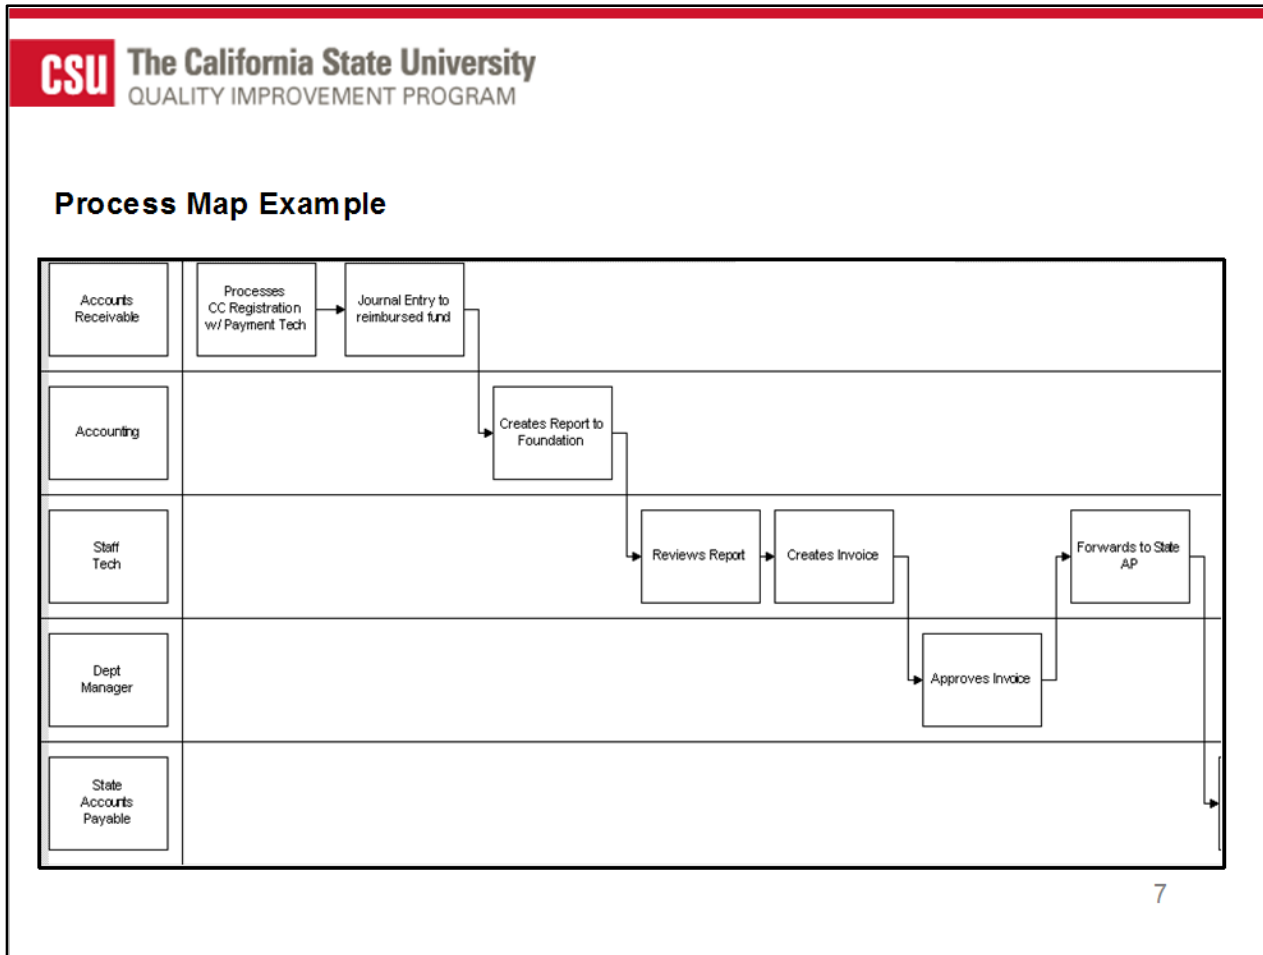 CSU
The California State University
QUALITY IMPROVEMENT PROGRAM
Process Map Example
Accounts
Receivable
Processes
CC Registration
w/ Payment Tech
Journal Entry to
reimbursed fund
Accounting
Creates Report to
Foundation
Staff
Tech
Reviews Report
Creates Invoice
Forwards to State
AP
Dept
Manager
Approves Invoice
State
Accounts
Payable
7